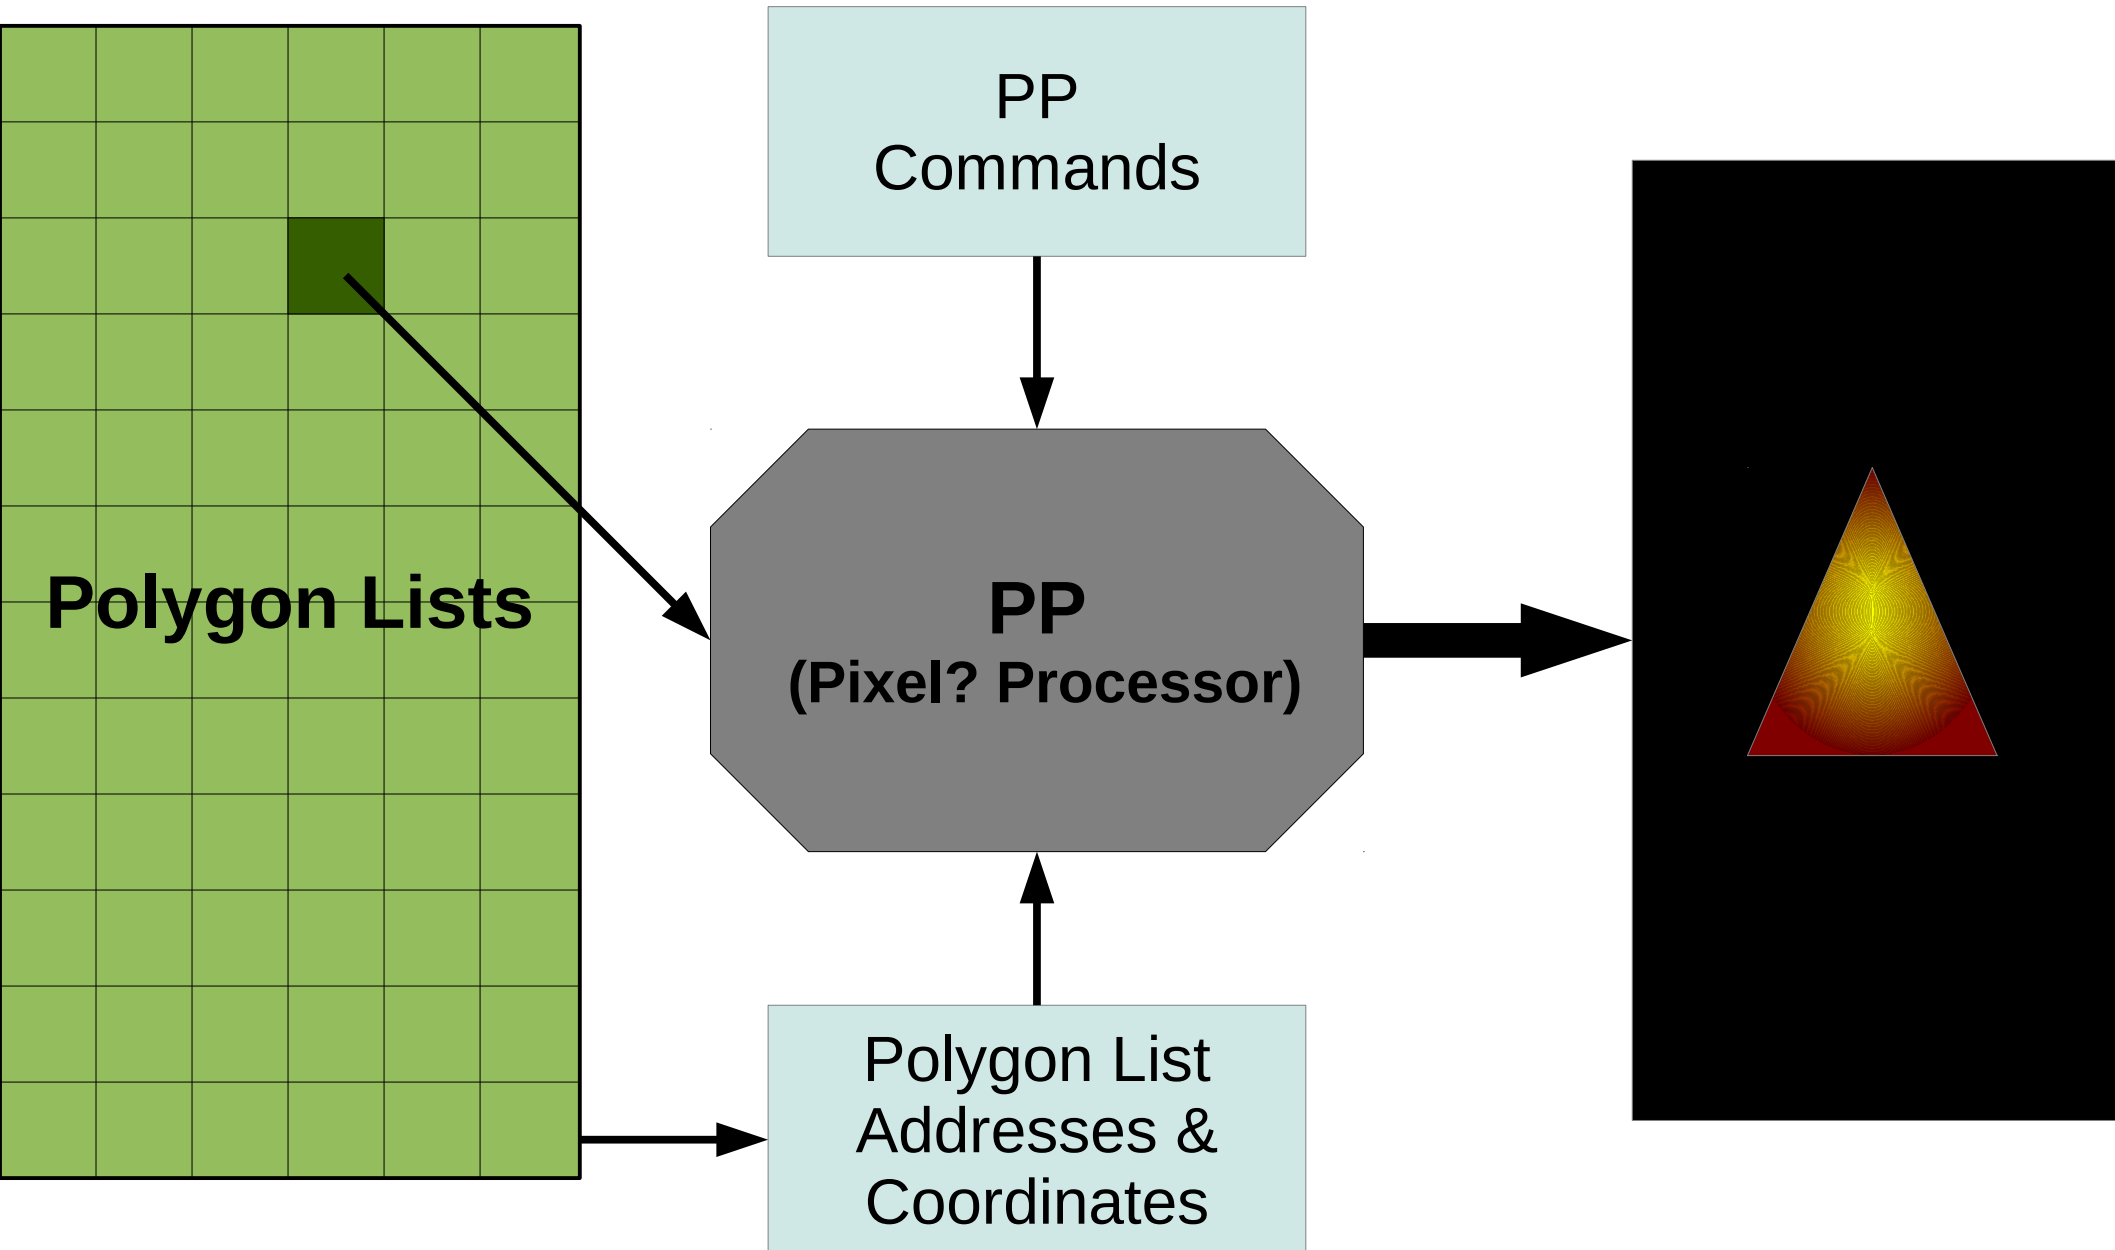 PP
Commands
Polygon Lists
PP
(Pixel? Processor)
Polygon List
Addresses &
Coordinates